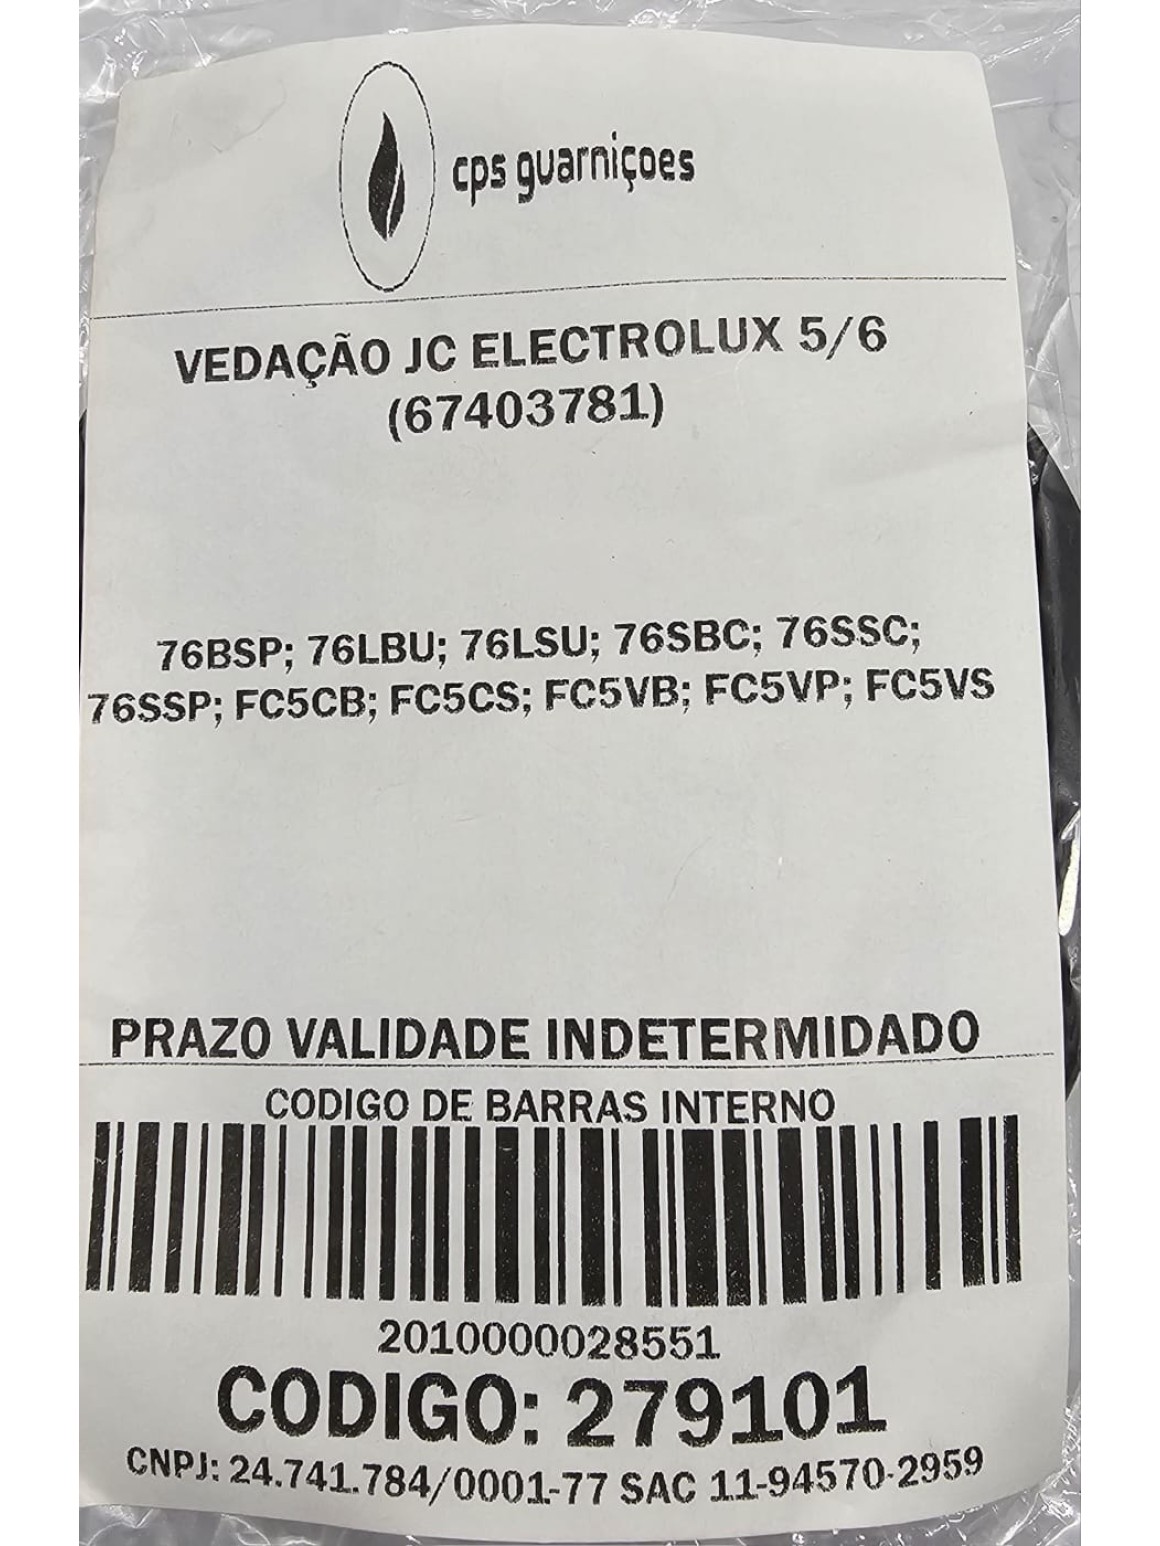 cps guarniçoes
VEDAÇÃO JC ELECTROLUX 5/6
(67403781)
76BSP; 76LBU; 76LSU; 76SBC; 76SSC;
76SSP; FC5CB; FC5CS; FC5VB; FC5VP; FC5VS
PRAZO VALIDADE INDETERMIDADO
CODIGO DE BARRAS INTERNO
2010000028551
CODIGO: 279101
CNPJ: 24.741.784/0001-77 SAC 11-94570-2959